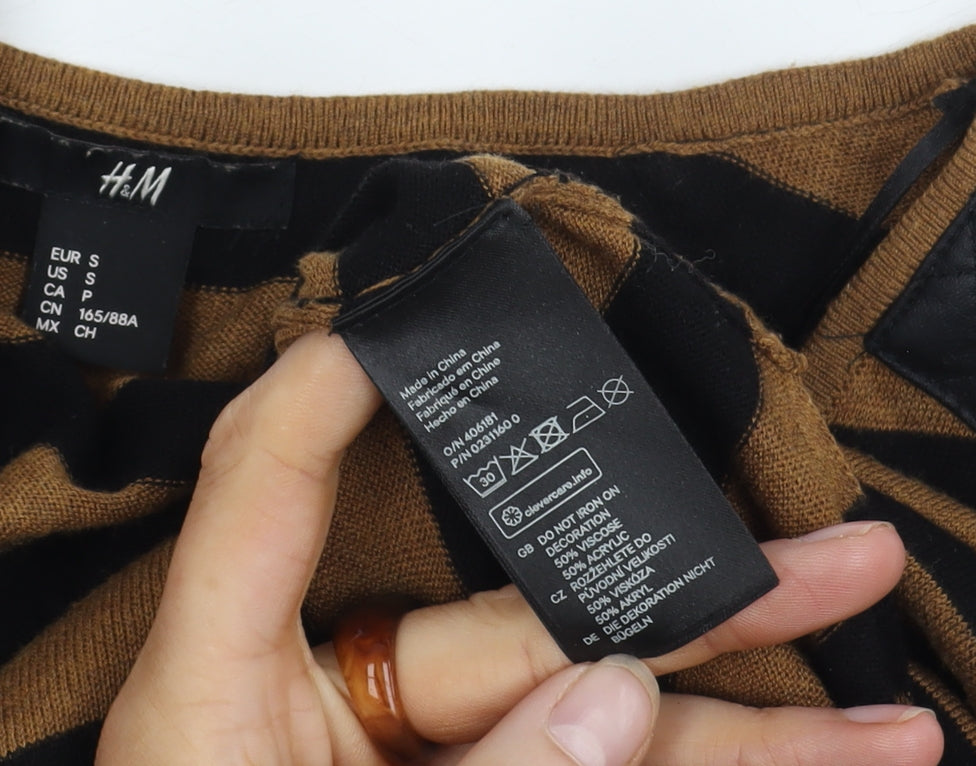 H&M
EUR S
US S
CA P
CN 165/88A
MX CH
Made in China
Fabricado em China
Fabriqué en Chine
Hecho en China
O/N 406181
P/N 0231160 0
30
clevercare.info
GB DO NOT IRON ON
DECORATION
50% VISCOSE
50% ACRYLIC
CZ ROZŽEHLETE DO
PŮVODNÍ VELIKOSTI
50% VISKÓZA
50% AKRYL
DE DIE DEKORATION NICHT
BÜGELN